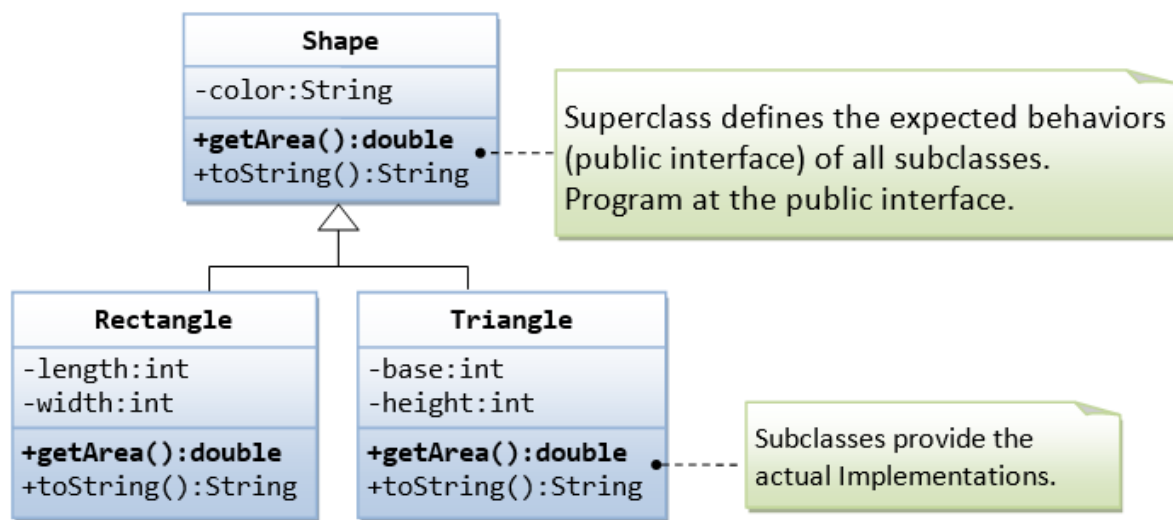 Shape
-color:String
+getArea():double
+toString():String
Superclass defines the expected behaviors
(public interface) of all subclasses.
Program at the public interface.
Rectangle
-length:int
-width:int
+getArea():double
+toString():String
Triangle
-base:int
-height:int
+getArea():double
+toString():String
Subclasses provide the
actual Implementations.